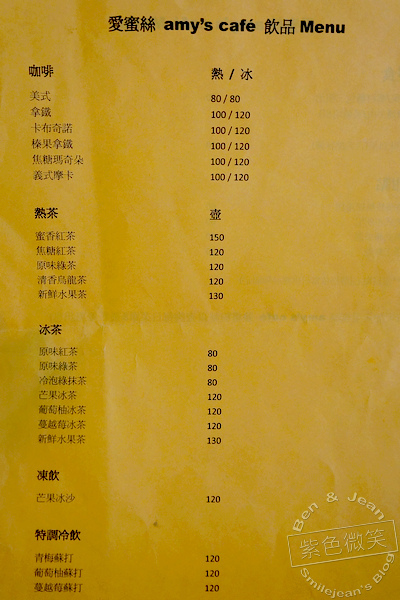 愛蜜絲 amy's café 飲品 Menu
咖啡 熱 / 冰
美式 80 / 80
拿鐵 100 / 120
卡布奇諾 100 / 120
榛果拿鐵 100 / 120
焦糖瑪奇朵 100 / 120
義式摩卡 100 / 120
熱茶 壺
蜜香紅茶 150
焦糖紅茶 120
原味綠茶 120
清香烏龍茶 120
新鮮水果茶 130
冰茶
原味紅茶 80
原味綠茶 80
冷泡綠抹茶 80
芒果冰茶 120
葡萄柚冰茶 120
蔓越莓冰茶 120
新鮮水果茶 130
凍飲
芒果冰沙 120
特調冷飲
青梅蘇打 120
葡萄柚蘇打 120
蔓越莓蘇打 120
Ben & Jean
紫色微笑
Smilejean's Blog